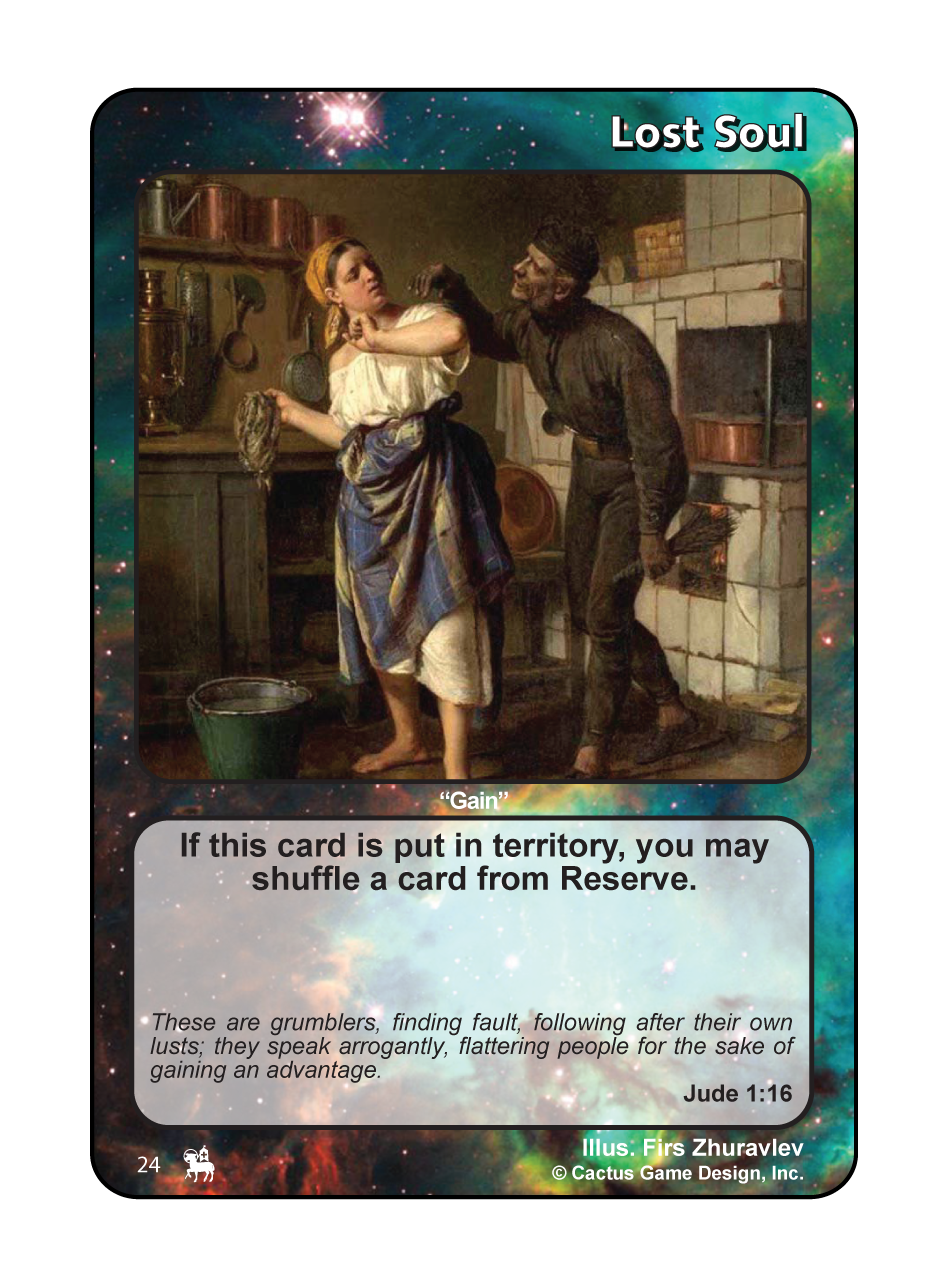 Lost Soul
“Gain”
If this card is put in territory, you may
shuffle a card from Reserve.
These are grumblers, finding fault, following after their own
lusts; they speak arrogantly, flattering people for the sake of
gaining an advantage.
Jude 1:16
24
Illus. Firs Zhuravlev
© Cactus Game Design, Inc.